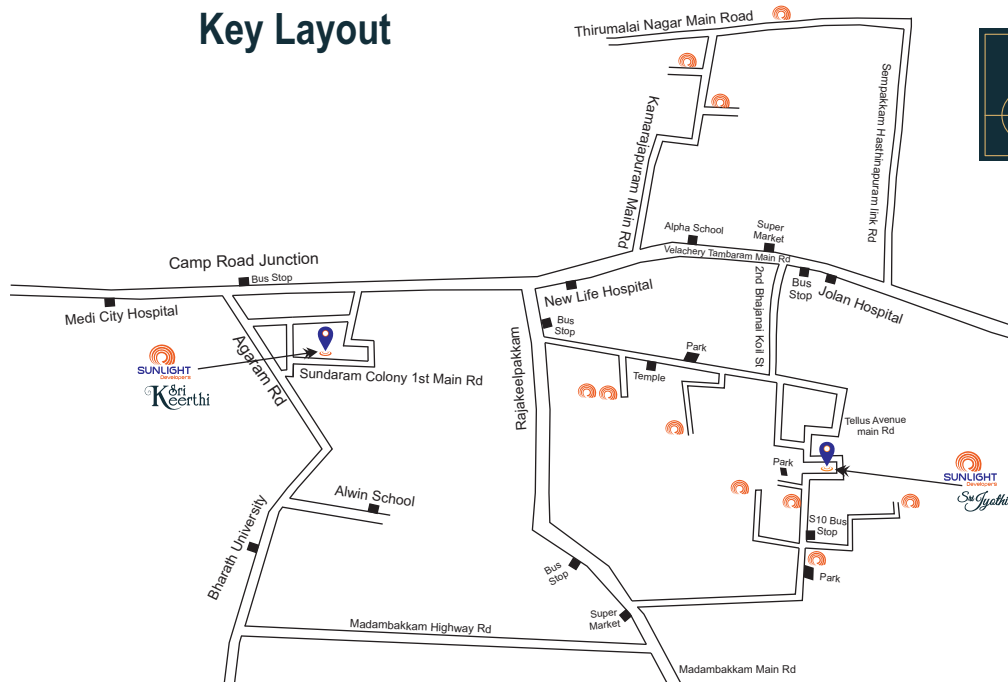 Key Layout
Thirumalai Nagar Main Road
Kamarajapuram Main Rd
Sempakkam Hasthinapuram link Rd
Alpha School
Super
Market
Velachery Tambaram Main Rd
Camp Road Junction
Bus Stop
Medi City Hospital
New Life Hospital
Bus
Stop
2nd Bhajanai Koil St
Bus
Stop
Jolan Hospital
Agaram Rd
SUNLIGHT
Developers
Sri
Keerthi
Sundaram Colony 1st Main Rd
Rajakeelpakkam
Park
Temple
Tellus Avenue
main Rd
Park
SUNLIGHT
Developers
Sri Jyothi
Alwin School
Bharath University
S10 Bus
Stop
Bus
Stop
Park
Super
Market
Madambakkam Highway Rd
Madambakkam Main Rd